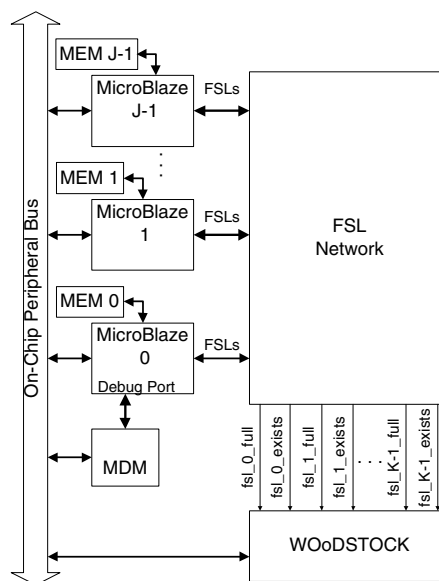 MEM J-1
MicroBlaze
J-1
FSLs
MEM 1
MicroBlaze
1
FSLs
FSL
Network
MEM 0
MicroBlaze
0
Debug Port
FSLs
MDM
On-Chip Peripheral Bus
fsl_0_full
fsl_0_exists
fsl_1_full
fsl_1_exists
. . .
fsl_K-1_full
fsl_K-1_exists
WOoDSTOCK